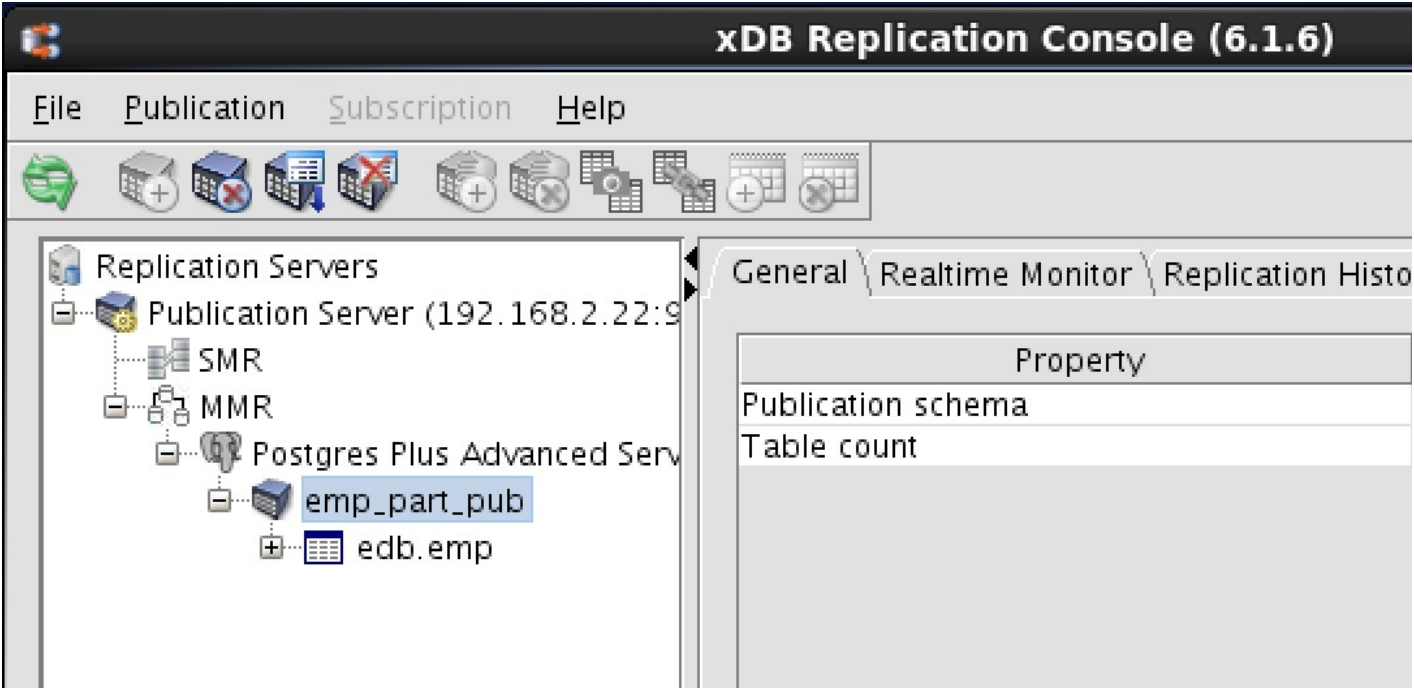 xDB Replication Console (6.1.6)
File Publication Subscription Help
Replication Servers
Publication Server (192.168.2.22:9
SMR
MMR
Postgres Plus Advanced Serv
emp_part_pub
edb.emp
General Realtime Monitor Replication Histo
Property
Publication schema
Table count